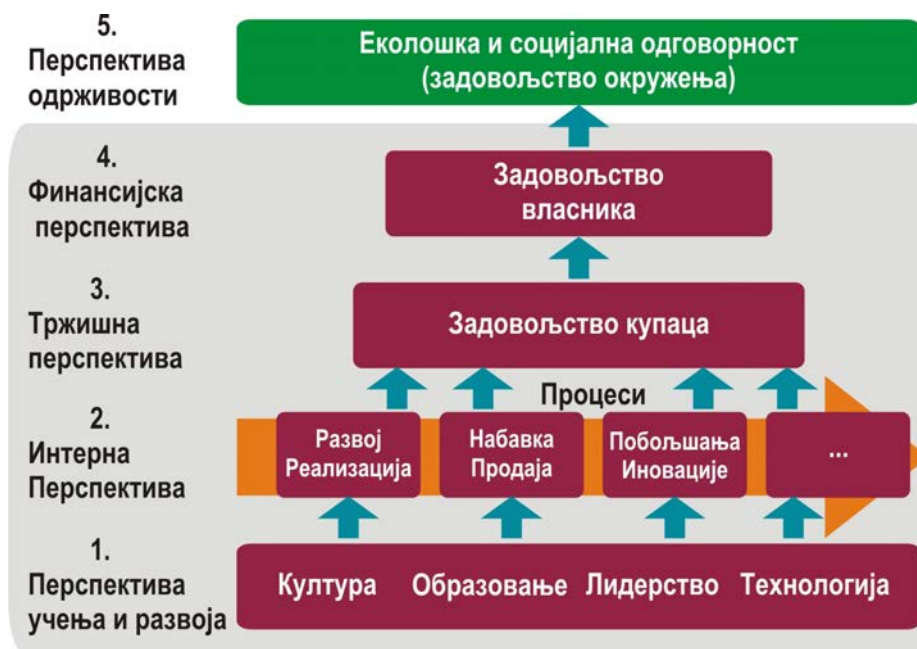 5.
Перспектива
одрживости
Еколошка и социјална одговорност
(задовољство окружења)
4.
Финансијска
перспектива
Задовољство
власника
3.
Тржишна
перспектива
Задовољство купаца
Процеси
2.
Интерна
Перспектива
Развој
Реализација
Набавка
Продаја
Побољшања
Иновације
...
1.
Перспектива
учења и развоја
Култура Образовање Лидерство Технологија